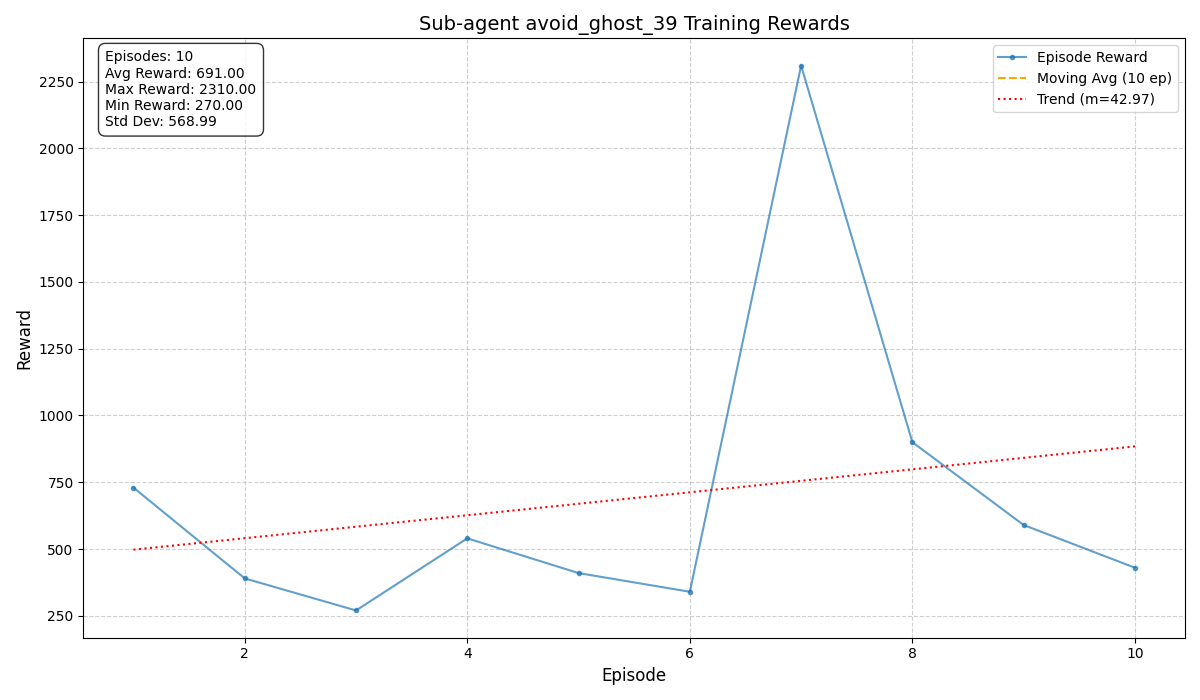 Sub-agent avoid_ghost_39 Training Rewards
Episodes: 10
Avg Reward: 691.00
Max Reward: 2310.00
Min Reward: 270.00
Std Dev: 568.99
Episode Reward
Moving Avg (10 ep)
Trend (m=42.97)
Reward
2250
2000
1750
1500
1250
1000
750
500
250
2 4 6 8 10
Episode